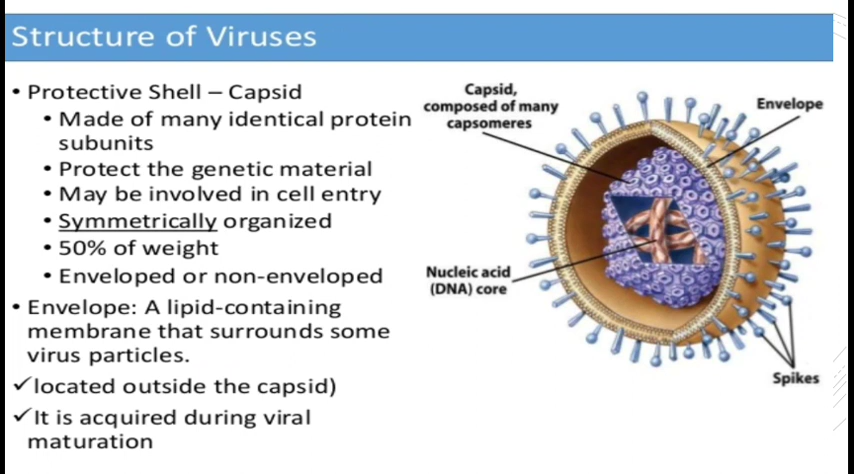 Structure of Viruses
• Protective Shell – Capsid
• Made of many identical protein
subunits
• Protect the genetic material
• May be involved in cell entry
• Symmetrically organized
• 50% of weight
• Enveloped or non-enveloped
• Envelope: A lipid-containing
membrane that surrounds some
virus particles.
✓located outside the capsid)
✓It is acquired during viral
maturation
Capsid,
composed of many
capsomeres
Envelope
Nucleic acid
(DNA) core
Spikes